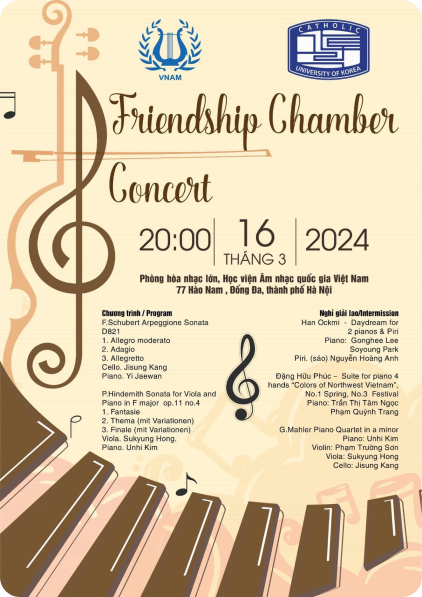 VNAM
CATHOLIC
UNIVERSITY OF KOREA
Friendship Chamber
Concert
20:00
16
THÁNG 3
2024
Phòng hòa nhạc lớn, Học viện Âm nhạc quốc gia Việt Nam
77 Hào Nam , Đống Đa, thành phố Hà Nội
Chương trình / Program
F.Schubert Arpeggione Sonata
D821
1. Allegro moderato
2. Adagio
3. Allegretto
Cello. Jisung Kang
Piano. Yi Jaewan
P.Hindemith Sonata for Viola and
Piano in F major  op.11 no.4
1. Fantasie
2. Thema (mit Variationen)
3. Finale (mit Variationen)
Viola. Sukyung Hong.
Piano. Unhi Kim
Nghỉ giải lao/Intermission
Han Ockmi  -  Daydream for
2 pianos & Piri
Piano:  Gonghee Lee
Soyoung Park
Piri. (sáo) Nguyễn Hoàng Anh
Đặng Hữu Phúc –  Suite for piano 4
hands “Colors of Northwest Vietnam”,
No.1 Spring, No.3  Festival
Piano: Trần Thị Tâm Ngọc
Phạm Quỳnh Trang
G.Mahler Piano Quartet in a minor
Piano: Unhi Kim
Violin: Phạm Trường Sơn
Viola: Sukyung Hong
Cello: Jisung Kang